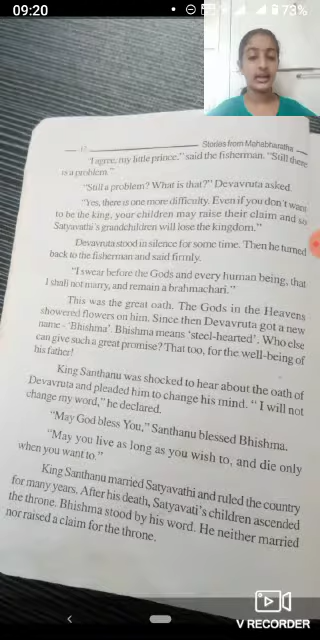 09:20
73%
Stories from Mahabharatha
"I agree, my little prince," said the fisherman. "Still there
is a problem."
"Still a problem? What is that?" Devavruta asked.
"Yes, there is one more difficulty. Even if you don't want
to be the king, your children may raise their claim and so
Satyavathi's grandchildren will lose the kingdom."
Devavruta stood in silence for some time. Then he turned
back to the fisherman and said firmly.
"I swear before the Gods and every human being, that
I shall not marry, and remain a brahmachari."
This was the great oath. The Gods in the Heavens
showered flowers on him. Since then Devavruta got a new
name - 'Bhishma'. Bhishma means 'steel-hearted'. Who else
can give such a great promise? That too, for the well-being of
his father!
King Santhanu was shocked to hear about the oath of
Devavruta and pleaded him to change his mind. " I will not
change my word," he declared.
"May God bless You," Santhanu blessed Bhishma.
"May you live as long as you wish to, and die only
when you want to."
King Santhanu married Satyavathi and ruled the country
for many years. After his death, Satyavati's children ascended
the throne. Bhishma stood by his word. He neither married
nor raised a claim for the throne.
V RECORDER